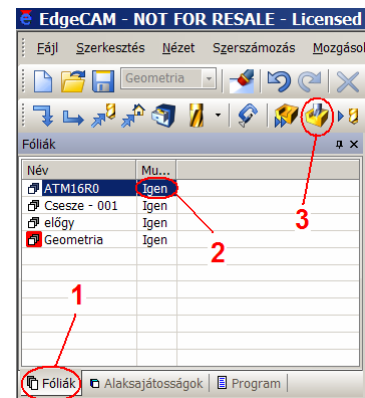 EdgeCAM - NOT FOR RESALE - Licensed
Fájl Szerkesztés Nézet Szerszámozás Mozgások
Geometria
Fóliák
Név Mu...
ATM16R0 Igen
Csesze - 001 Igen
előgy Igen
Geometria Igen
3
2
1
Fóliák Alaksajátosságok Program